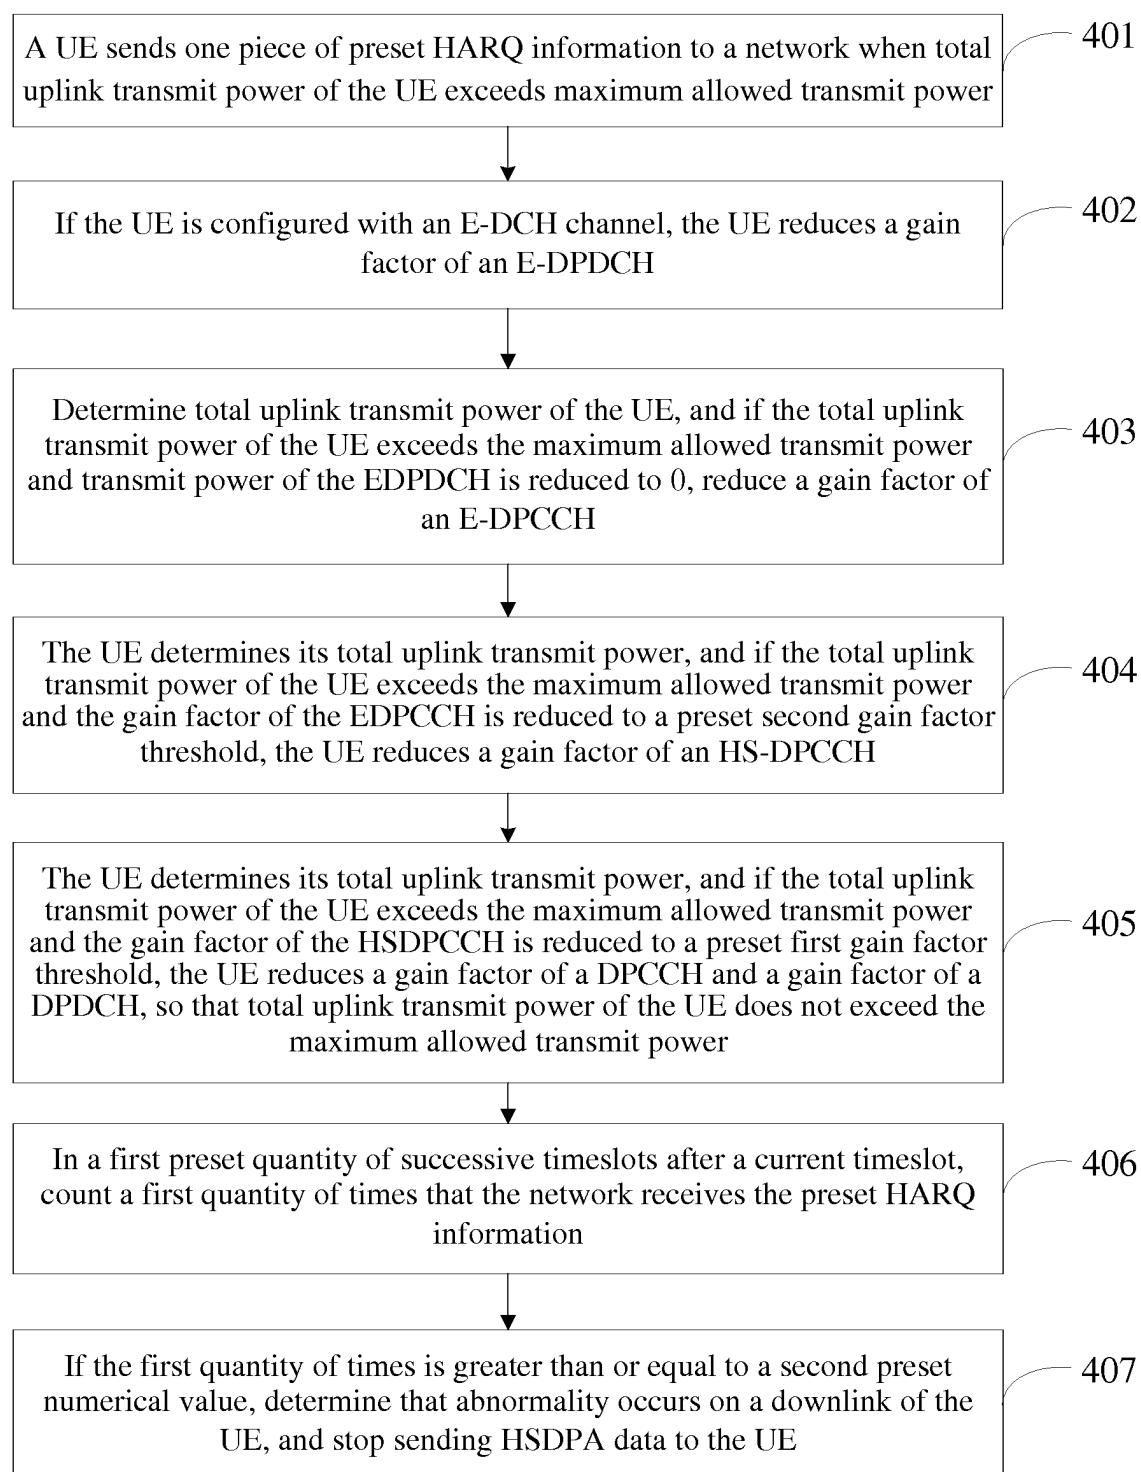 A UE sends one piece of preset HARQ information to a network when total
uplink transmit power of the UE exceeds maximum allowed transmit power
401
If the UE is configured with an E-DCH channel, the UE reduces a gain
factor of an E-DPDCH
402
Determine total uplink transmit power of the UE, and if the total uplink
transmit power of the UE exceeds the maximum allowed transmit power
and transmit power of the EDPDCH is reduced to 0, reduce a gain factor of
an E-DPCCH
403
The UE determines its total uplink transmit power, and if the total uplink
transmit power of the UE exceeds the maximum allowed transmit power
and the gain factor of the EDPCCH is reduced to a preset second gain factor
threshold, the UE reduces a gain factor of an HS-DPCCH
404
The UE determines its total uplink transmit power, and if the total uplink
transmit power of the UE exceeds the maximum allowed transmit power
and the gain factor of the HSDPCCH is reduced to a preset first gain factor
threshold, the UE reduces a gain factor of a DPCCH and a gain factor of a
DPDCH, so that total uplink transmit power of the UE does not exceed the
maximum allowed transmit power
405
In a first preset quantity of successive timeslots after a current timeslot,
count a first quantity of times that the network receives the preset HARQ
information
406
If the first quantity of times is greater than or equal to a second preset
numerical value, determine that abnormality occurs on a downlink of the
UE, and stop sending HSDPA data to the UE
407